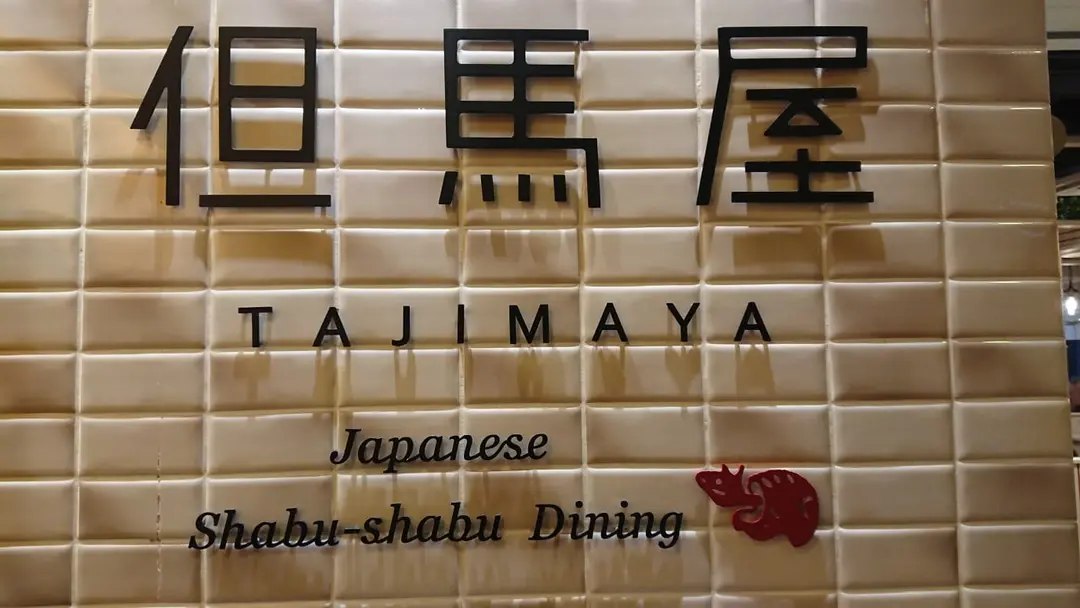 但馬屋
TAJIMAYA
Japanese
Shabu-shabu Dining